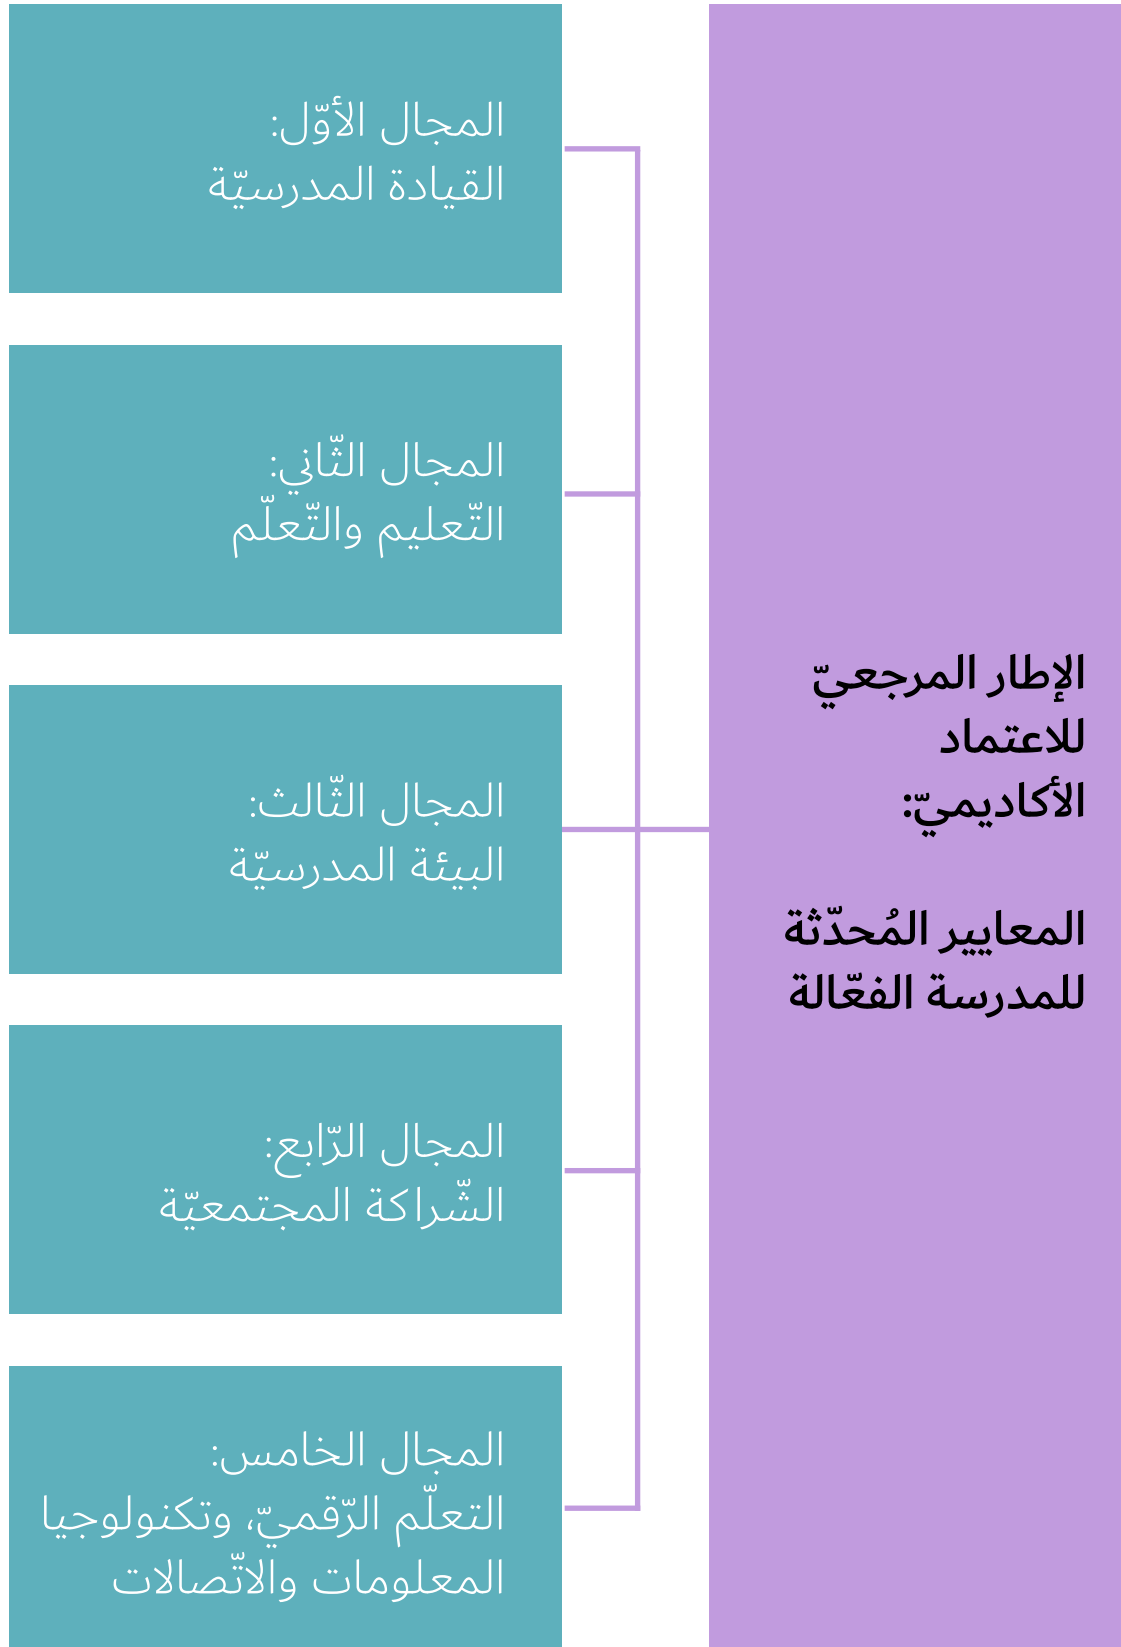 الإطار المرجعيّ
للاعتماد
الأكاديميّ:
المعايير المُحدّثة
للمدرسة الفعّالة
المجال الأوّل:
القيادة المدرسيّة
المجال الثّاني:
التّعليم والتّعلّم
المجال الثّالث:
البيئة المدرسيّة
المجال الرّابع:
الشّراكة المجتمعيّة
المجال الخامس:
التعلّم الرّقميّ، وتكنولوجيا
المعلومات والاتّصالات